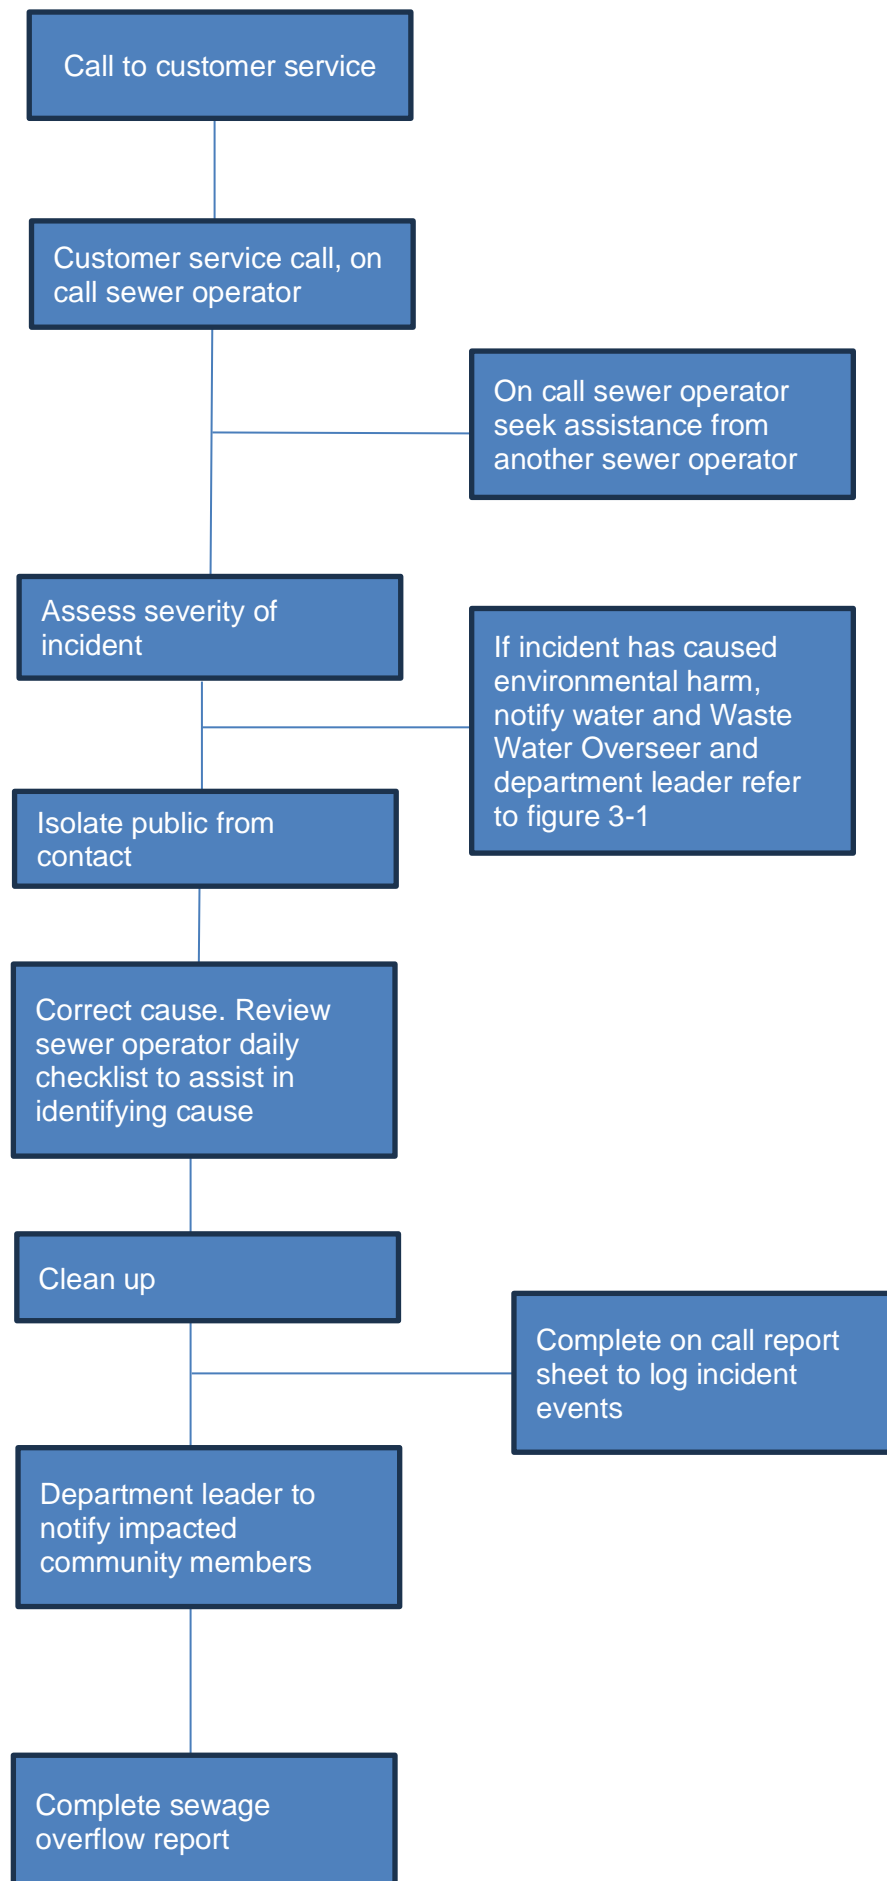 Call to customer service
Customer service call, on
call sewer operator
On call sewer operator
seek assistance from
another sewer operator
Assess severity of
incident
If incident has caused
environmental harm,
notify water and Waste
Water Overseer and
department leader refer
to figure 3-1
Isolate public from
contact
Correct cause. Review
sewer operator daily
checklist to assist in
identifying cause
Clean up
Complete on call report
sheet to log incident
events
Department leader to
notify impacted
community members
Complete sewage
overflow report